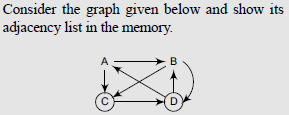 Consider the graph given below and show its
adjacency list in the memory.
A B
C D